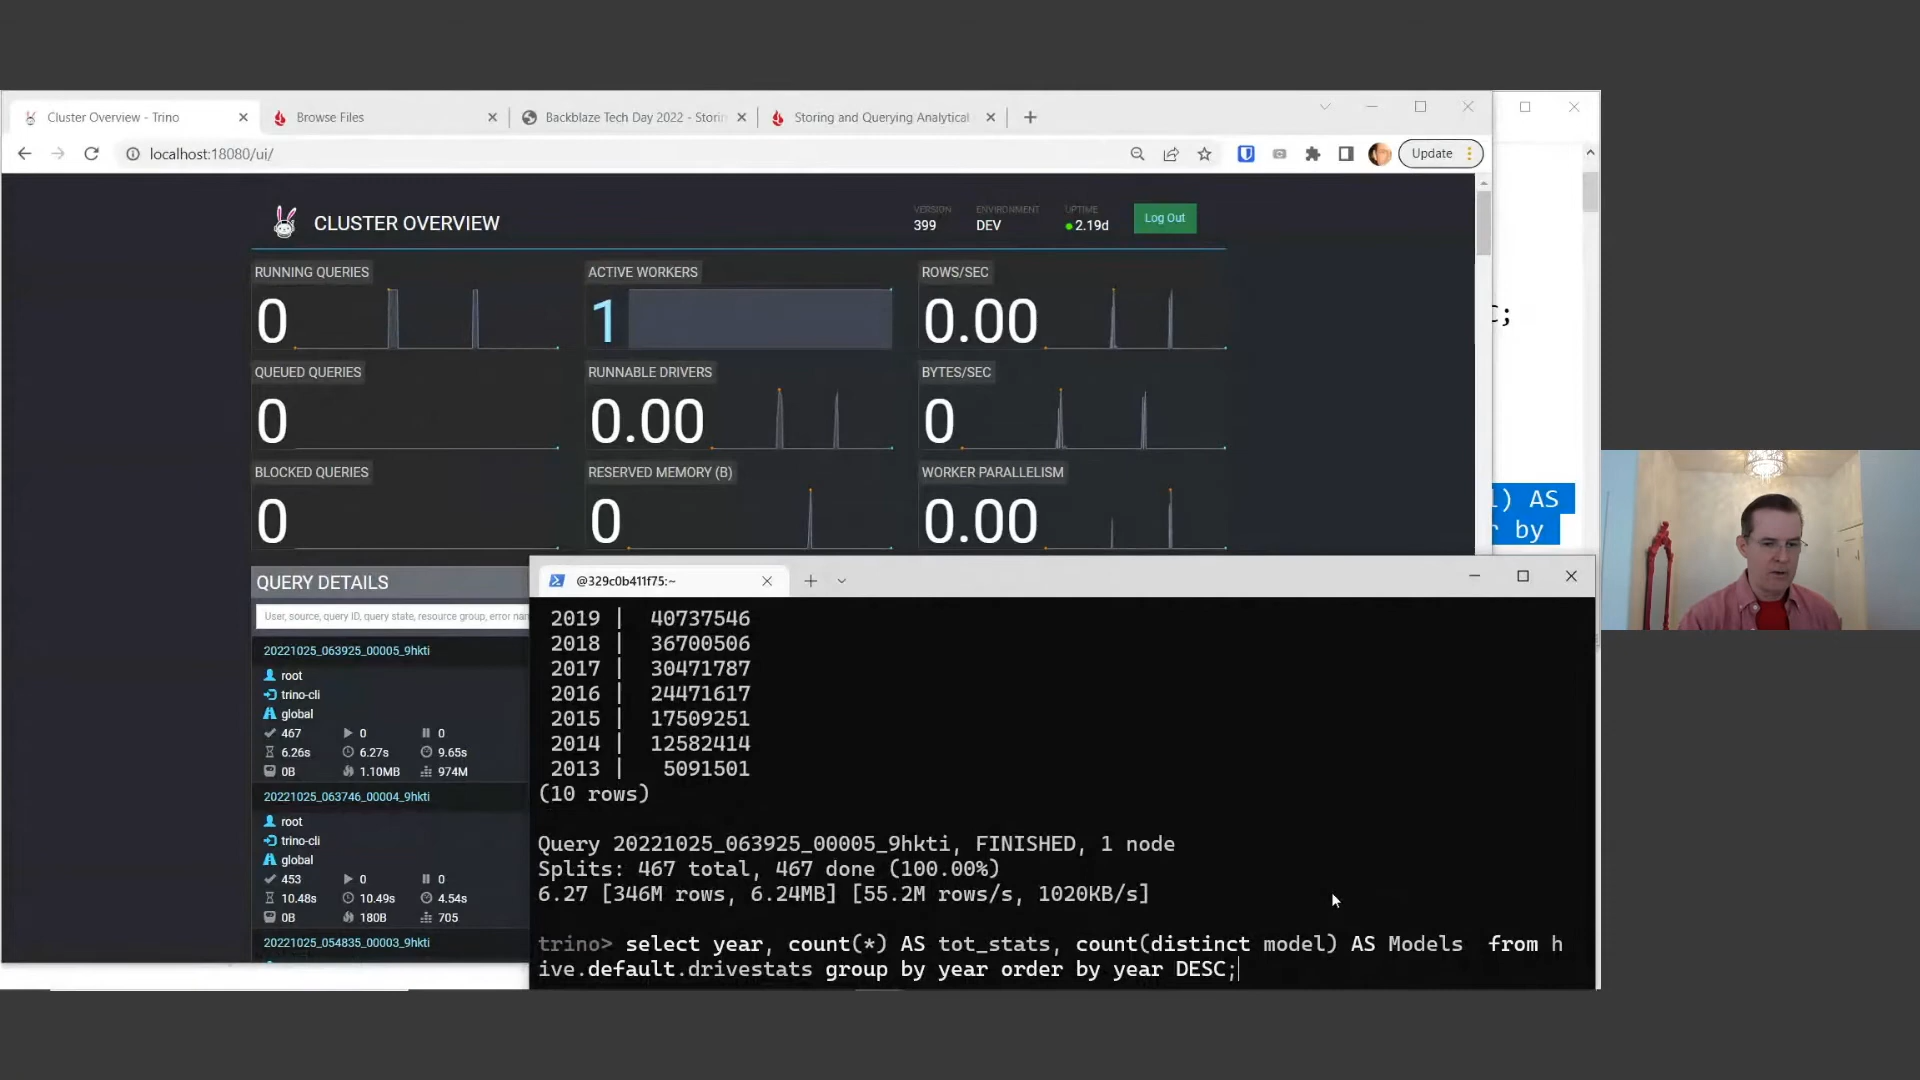 Cluster Overview - Trino
Browse Files
Backblaze Tech Day 2022 - Storin
Storing and Querying Analytical
localhost:18080/ui/
Update
CLUSTER OVERVIEW
VERSION
399
ENVIRONMENT
DEV
UPTIME
2.19d
Log Out
RUNNING QUERIES
0
ACTIVE WORKERS
1
ROWS/SEC
0.00
QUEUED QUERIES
0
RUNNABLE DRIVERS
0.00
BYTES/SEC
0
BLOCKED QUERIES
0
RESERVED MEMORY (B)
0
WORKER PARALLELISM
0.00
C;
l) AS
r by
QUERY DETAILS
User, source, query ID, query state, resource group, error nam
20221025_063925_00005_9hkti
root
trino-cli
global
467 0 0
6.26s 6.27s 9.65s
0B 1.10MB 974M
20221025_063746_00004_9hkti
root
trino-cli
global
453 0 0
10.48s 10.49s 4.54s
0B 180B 705
20221025_054835_00003_9hkti
@329c0b411f75:~
2019 | 40737546
2018 | 36700506
2017 | 30471787
2016 | 24471617
2015 | 17509251
2014 | 12582414
2013 | 5091501
(10 rows)
Query 20221025_063925_00005_9hkti, FINISHED, 1 node
Splits: 467 total, 467 done (100.00%)
6.27 [346M rows, 6.24MB] [55.2M rows/s, 1020KB/s]
trino> select year, count(*) AS tot_stats, count(distinct model) AS Models  from h
ive.default.drivestats group by year order by year DESC;